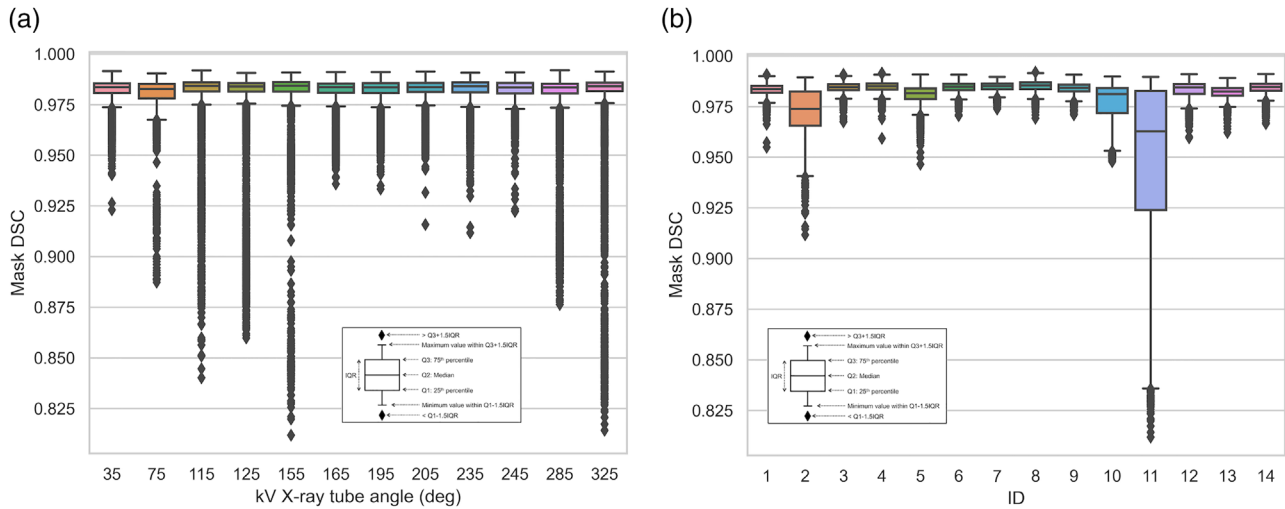 (a)
1.000
0.975
0.950
0.925
0.900
0.875
0.850
0.825
Mask DSC
35 75 115 125 155 165 195 205 235 245 285 325
kV X-ray tube angle (deg)
> Q3+1.5IQR
Maximum value within Q3+1.5IQR
Q3: 75th percentile
IQR
Q2: Median
Q1: 25th percentile
Minimum value within Q1-1.5IQR
< Q1-1.5IQR
(b)
1.000
0.975
0.950
0.925
0.900
0.875
0.850
0.825
Mask DSC
1 2 3 4 5 6 7 8 9 10 11 12 13 14
ID
> Q3+1.5IQR
Maximum value within Q3+1.5IQR
Q3: 75th percentile
IQR
Q2: Median
Q1: 25th percentile
Minimum value within Q1-1.5IQR
< Q1-1.5IQR